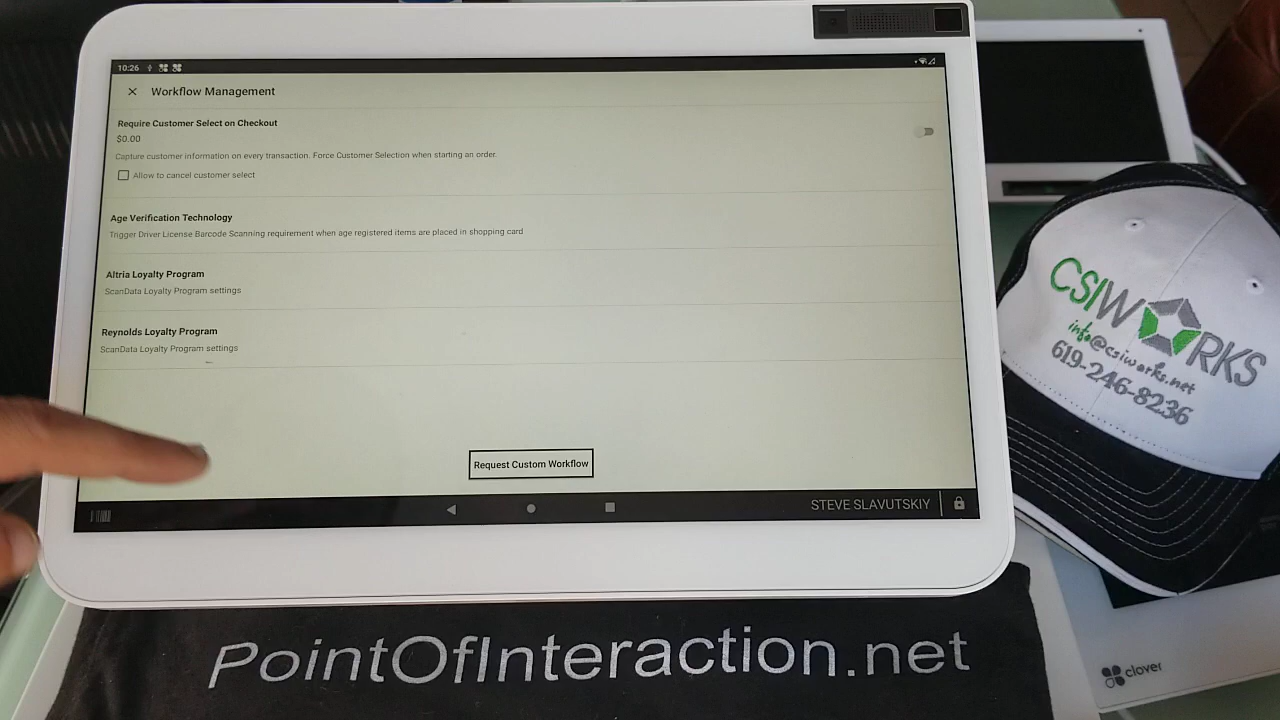 10:26
Workflow Management
Require Customer Select on Checkout
$0.00
Capture customer information on every transaction. Force Customer Selection when starting an order.
Allow to cancel customer select
Age Verification Technology
Trigger Driver License Barcode Scanning requirement when age registered items are placed in shopping card
Altria Loyalty Program
ScanData Loyalty Program settings
Reynolds Loyalty Program
ScanData Loyalty Program settings
Request Custom Workflow
STEVE SLAVUTSKIY
CSIWORKS
info@csiworks.net
619-246-8236
PointOfInteraction.net
clover